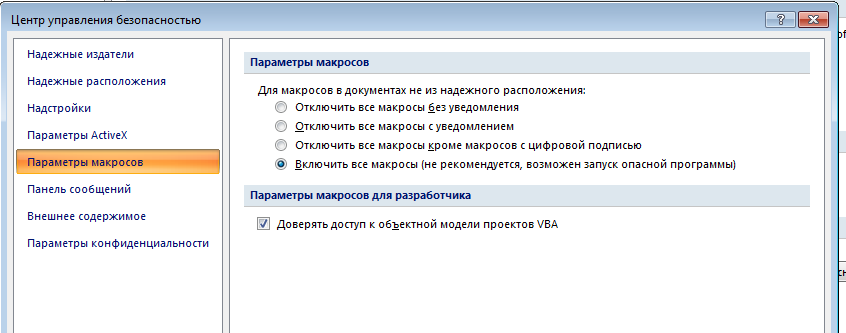 Центр управления безопасностью
?
Надежные издатели
Надежные расположения
Надстройки
Параметры ActiveX
Параметры макросов
Панель сообщений
Внешнее содержимое
Параметры конфиденциальности
Параметры макросов
Для макросов в документах не из надежного расположения:
Отключить все макросы без уведомления
Отключить все макросы с уведомлением
Отключить все макросы кроме макросов с цифровой подписью
Включить все макросы (не рекомендуется, возможен запуск опасной программы)
Параметры макросов для разработчика
Доверять доступ к объектной модели проектов VBA